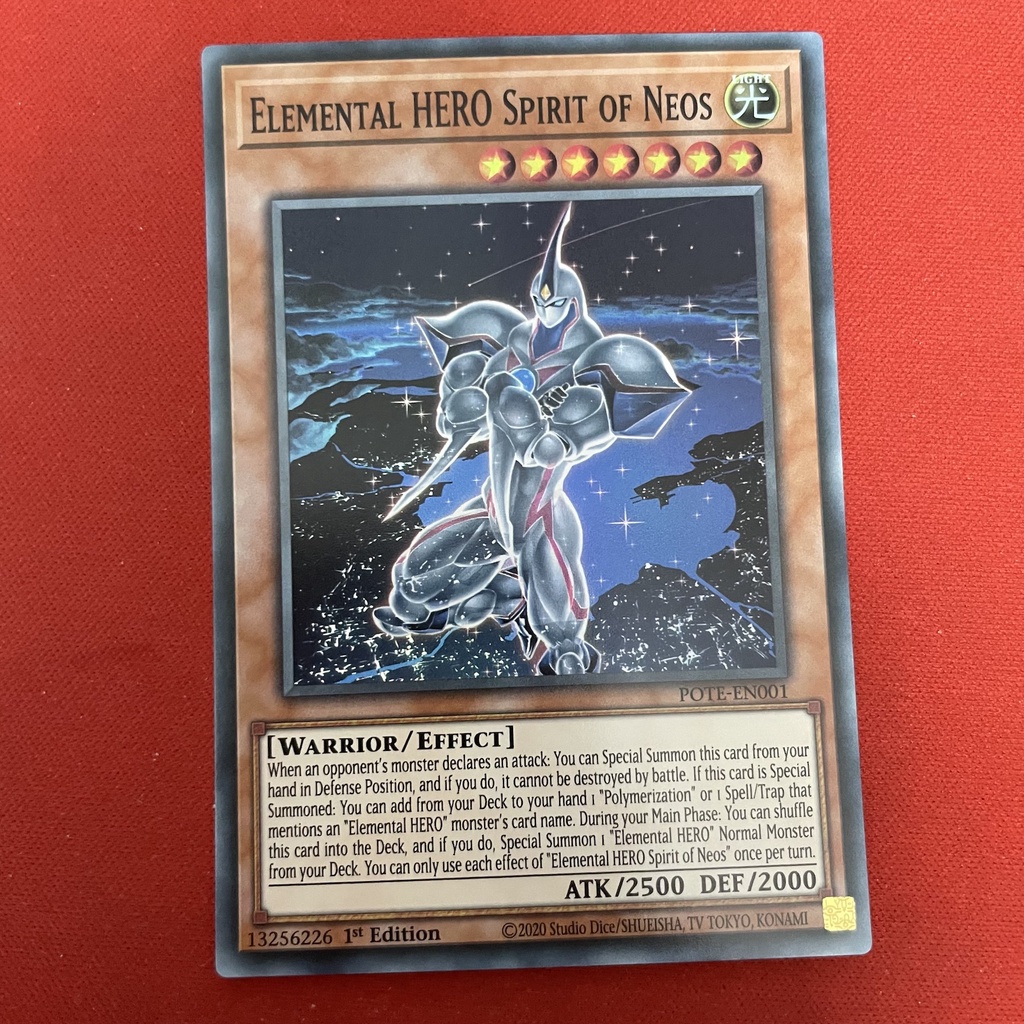 ELEMENTAL HERO SPIRIT OF NEOS
LIGHT
光
POTE-EN001
[WARRIOR/EFFECT]
When an opponent's monster declares an attack: You can Special Summon this card from your
hand in Defense Position, and if you do, it cannot be destroyed by battle. If this card is Special
Summoned: You can add from your Deck to your hand 1 "Polymerization" or 1 Spell/Trap that
mentions an "Elemental HERO" monster's card name. During your Main Phase: You can shuffle
this card into the Deck, and if you do, Special Summon 1 "Elemental HERO" Normal Monster
from your Deck. You can only use each effect of "Elemental HERO Spirit of Neos" once per turn.
ATK/2500 DEF/2000
13256226 1st Edition ©2020 Studio Dice/SHUEISHA, TV TOKYO, KONAMI